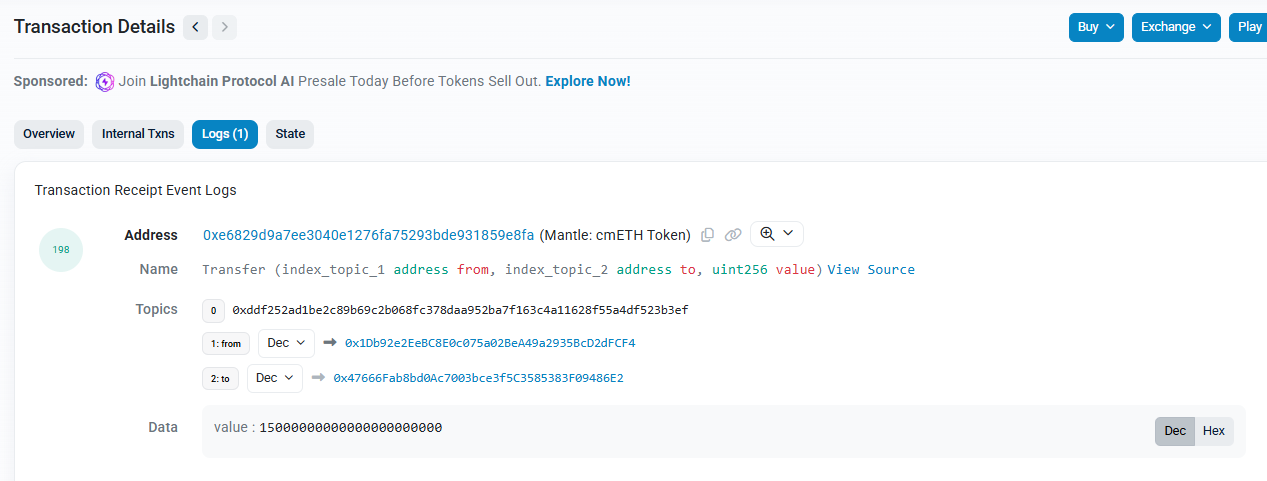 Transaction Details
Buy
Exchange
Play
Sponsored: Join Lightchain Protocol AI Presale Today Before Tokens Sell Out. Explore Now!
Overview
Internal Txns
Logs (1)
State
Transaction Receipt Event Logs
198
Address 0xe6829d9a7ee3040e1276fa75293bde931859e8fa (Mantle: cmETH Token)
Name Transfer (index_topic_1 address from, index_topic_2 address to, uint256 value) View Source
Topics 0 0xddf252ad1be2c89b69c2b068fc378daa952ba7f163c4a11628f55a4df523b3ef
1: from Dec 0x1Db92e2EeBC8E0c075a02BeA49a2935BcD2dFCF4
2: to Dec 0x47666Fab8bd0Ac7003bce3f5C3585383F09486E2
Data value : 15000000000000000000000
Dec Hex